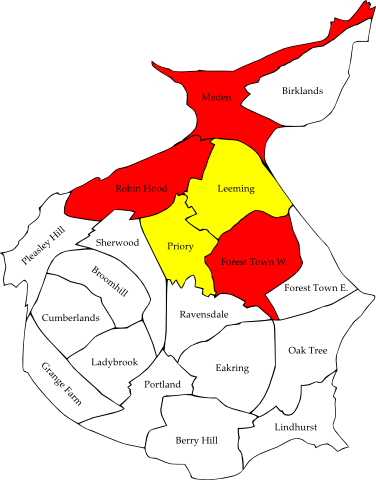 Birklands
Meden
Robin Hood
Leeming
Pleasley Hill
Sherwood
Priory
Forest Town W.
Broomhill
Forest Town E.
Cumberlands
Ravensdale
Oak Tree
Ladybrook
Eakring
Grange Farm
Portland
Lindhurst
Berry Hill